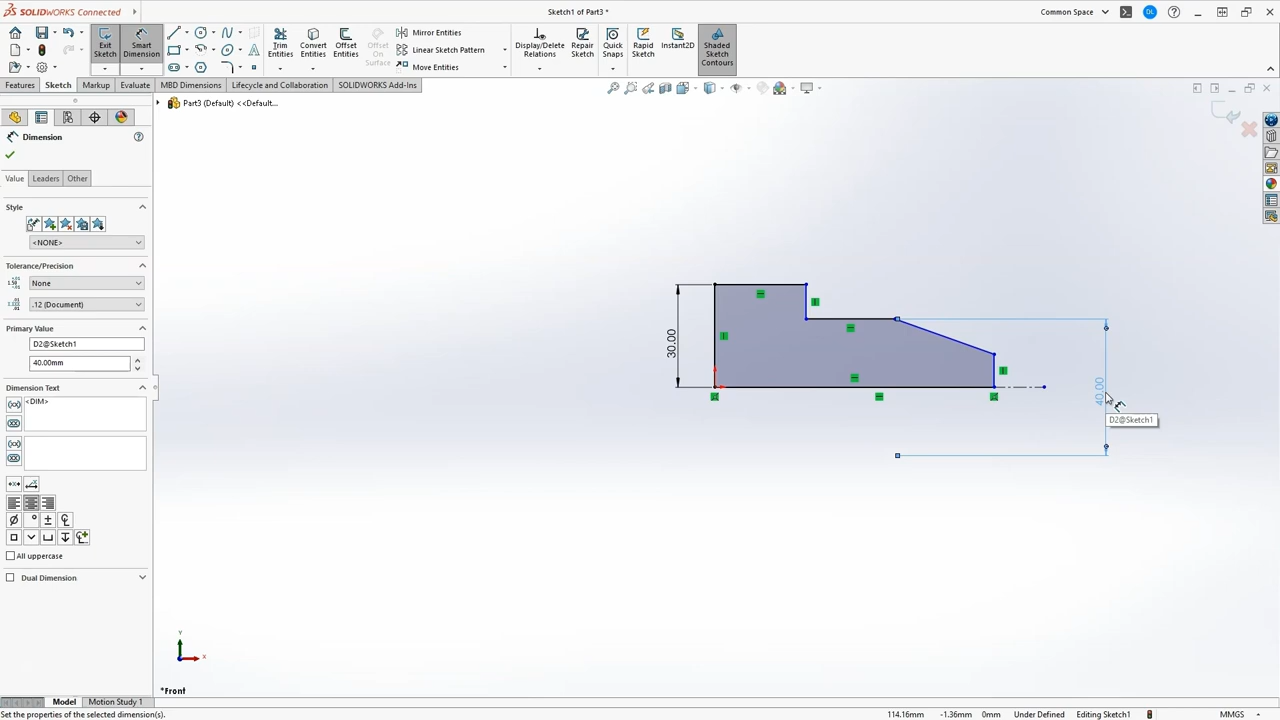 SOLIDWORKS Connected
Sketch1 of Part3 *
Common Space
DL
Exit Sketch
Smart Dimension
Trim Entities
Convert Entities
Offset Entities
Offset On Surface
Mirror Entities
Linear Sketch Pattern
Move Entities
Display/Delete Relations
Repair Sketch
Quick Snaps
Rapid Sketch
Instant2D
Shaded Sketch Contours
Features
Sketch
Markup
Evaluate
MBD Dimensions
Lifecycle and Collaboration
SOLIDWORKS Add-Ins
Part3 (Default) <<Default...
Dimension
Value
Leaders
Other
Style
<NONE>
Tolerance/Precision
None
.12 (Document)
Primary Value
D2@Sketch1
40.00mm
Dimension Text
<DIM>
All uppercase
Dual Dimension
30.00
40.00
D2@Sketch1
Y
X
*Front
Model
Motion Study 1
Set the properties of the selected dimension(s).
114.16mm
-1.36mm
0mm
Under Defined
Editing Sketch1
MMGS